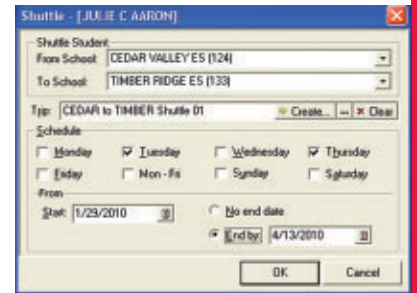 Shuttle - [JULIE C AARON]
Shuttle Student
From School: CEDAR VALLEY ES (124)
To School: TIMBER RIDGE ES (133)
Trip: CEDAR to TIMBER Shuttle 01 Create... Clear
Schedule
Monday Tuesday Wednesday Thursday
Friday Mon - Fri Sunday Saturday
From
Start: 1/29/2010 No end date
End by: 4/13/2010
OK Cancel